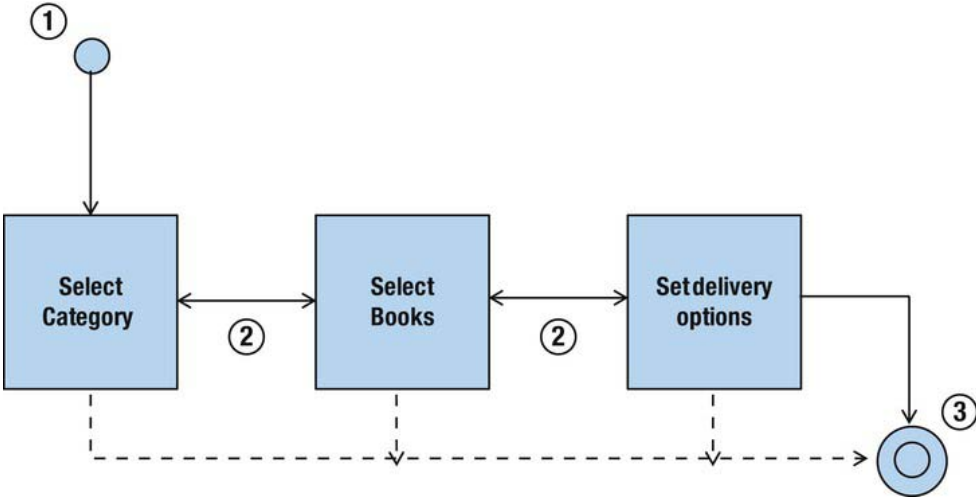 1
Select
Category
Select
Books
Set delivery
options
2
2
3